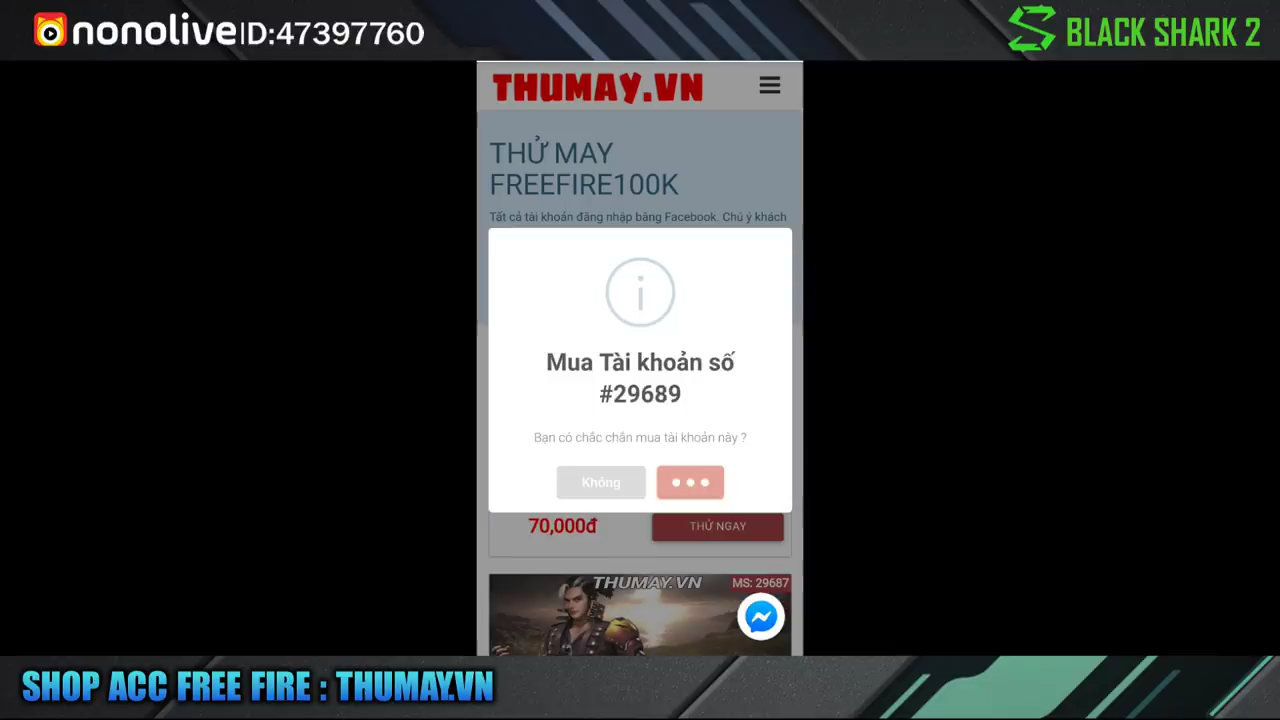 nonolive|ID:47397760
BLACK SHARK 2
THUMAY.VN
THỬ MAY
FREEFIRE100K
Tất cả tài khoản đăng nhập bằng Facebook. Chú ý khách
Mua Tài khoản số
#29689
Bạn có chắc chắn mua tài khoản này ?
Không
70,000đ
THỬ NGAY
THUMAY.VN
MS: 29687
SHOP ACC FREE FIRE : THUMAY.VN